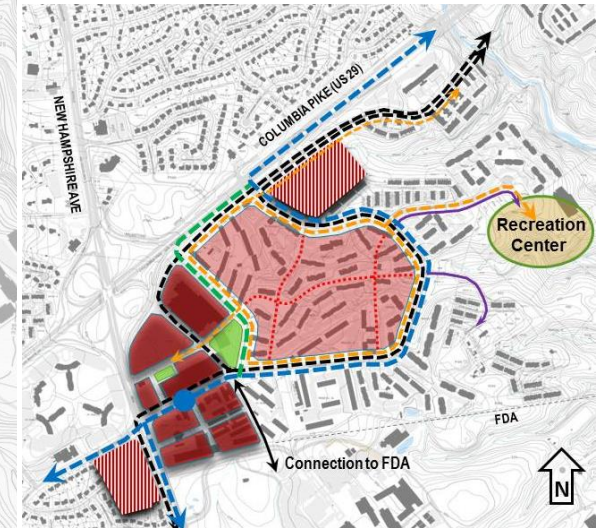 COLUMBIA PIKE (US 29)
NEW HAMPSHIRE AVE
Recreation
Center
FDA
Connection to FDA
N